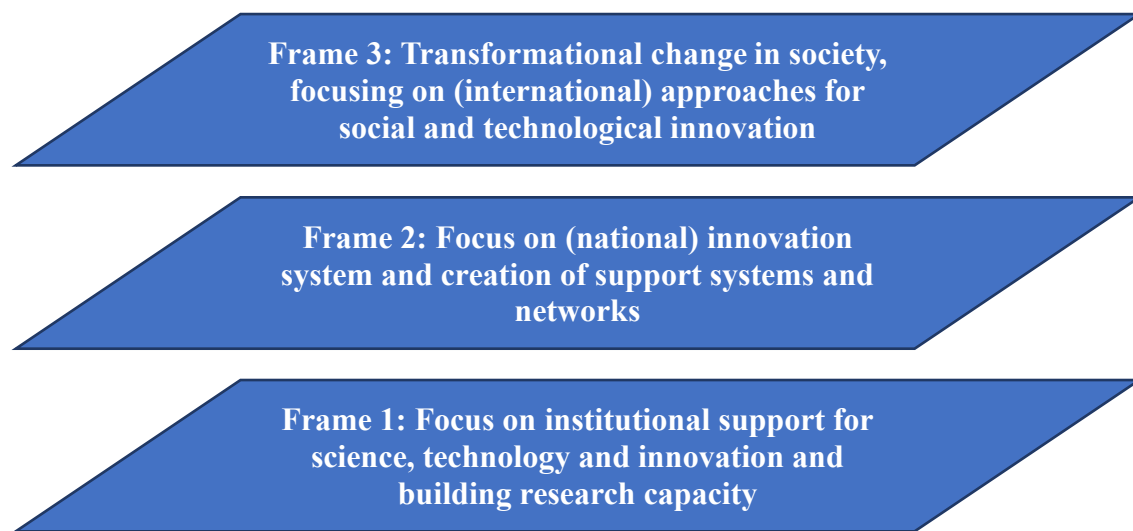 Frame 3: Transformational change in society,
focusing on (international) approaches for
social and technological innovation
Frame 2: Focus on (national) innovation
system and creation of support systems and
networks
Frame 1: Focus on institutional support for
science, technology and innovation and
building research capacity